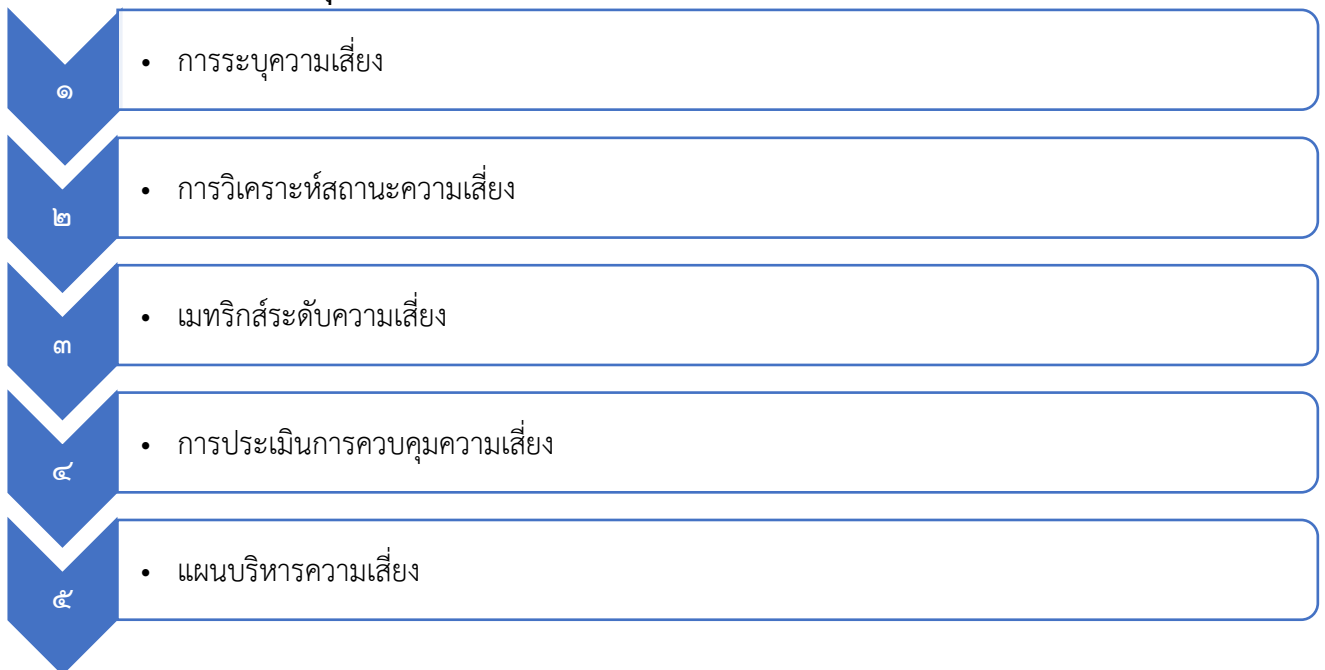 ๑
• การระบุความเสี่ยง
๒
• การวิเคราะห์สถานะความเสี่ยง
๓
• เมทริกส์ระดับความเสี่ยง
๔
• การประเมินการควบคุมความเสี่ยง
๕
• แผนบริหารความเสี่ยง